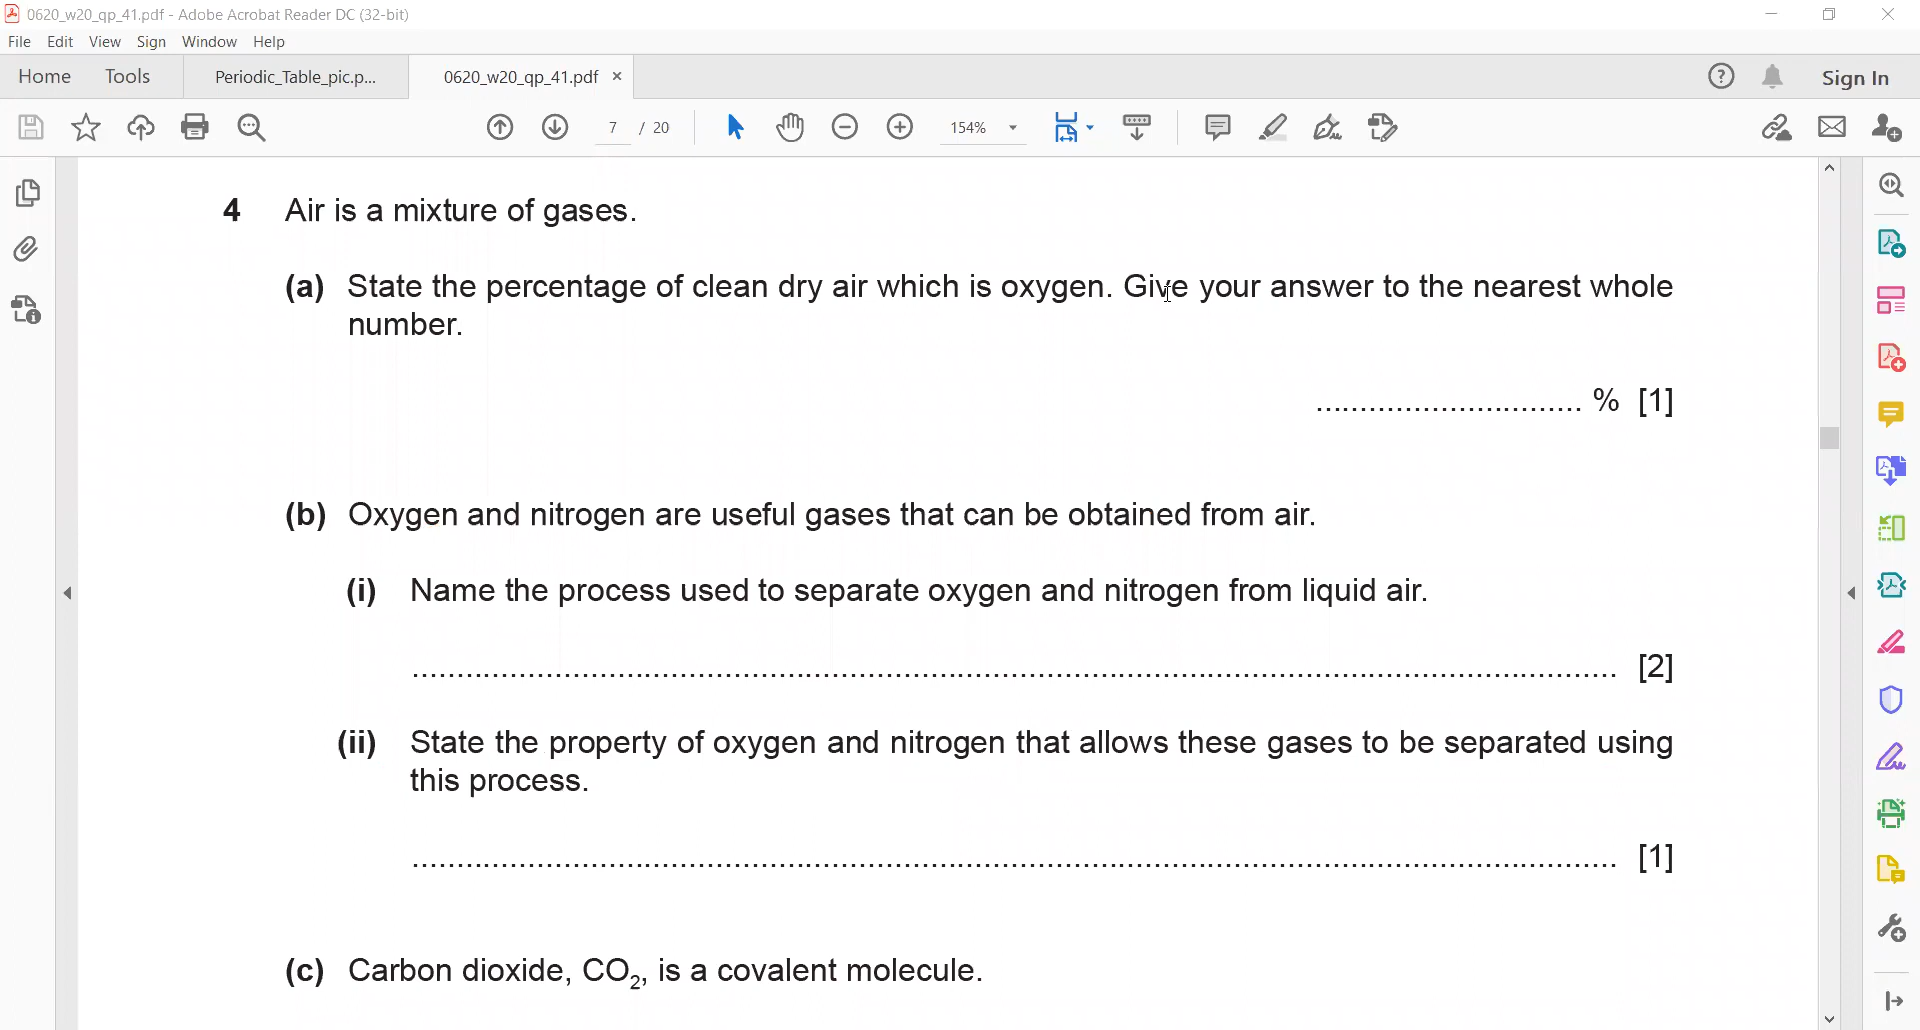 0620_w20_qp_41.pdf - Adobe Acrobat Reader DC (32-bit)
File Edit View Sign Window Help
Home Tools Periodic_Table_pic.p... 0620_w20_qp_41.pdf × Sign In
7 / 20 154%
4 Air is a mixture of gases.
(a) State the percentage of clean dry air which is oxygen. Give your answer to the nearest whole
number.
.............................. % [1]
(b) Oxygen and nitrogen are useful gases that can be obtained from air.
(i) Name the process used to separate oxygen and nitrogen from liquid air.
.......................................................................................................................................... [2]
(ii) State the property of oxygen and nitrogen that allows these gases to be separated using
this process.
.......................................................................................................................................... [1]
(c) Carbon dioxide, CO₂, is a covalent molecule.